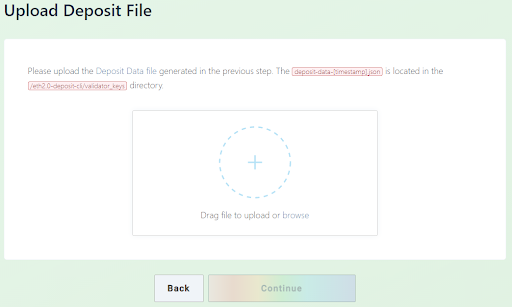 Upload Deposit File
Please upload the Deposit Data file generated in the previous step. The deposit-data-[timestamp].json is located in the
/eth2.0-deposit-cli/validator_keys directory.
Drag file to upload or browse
Back
Continue